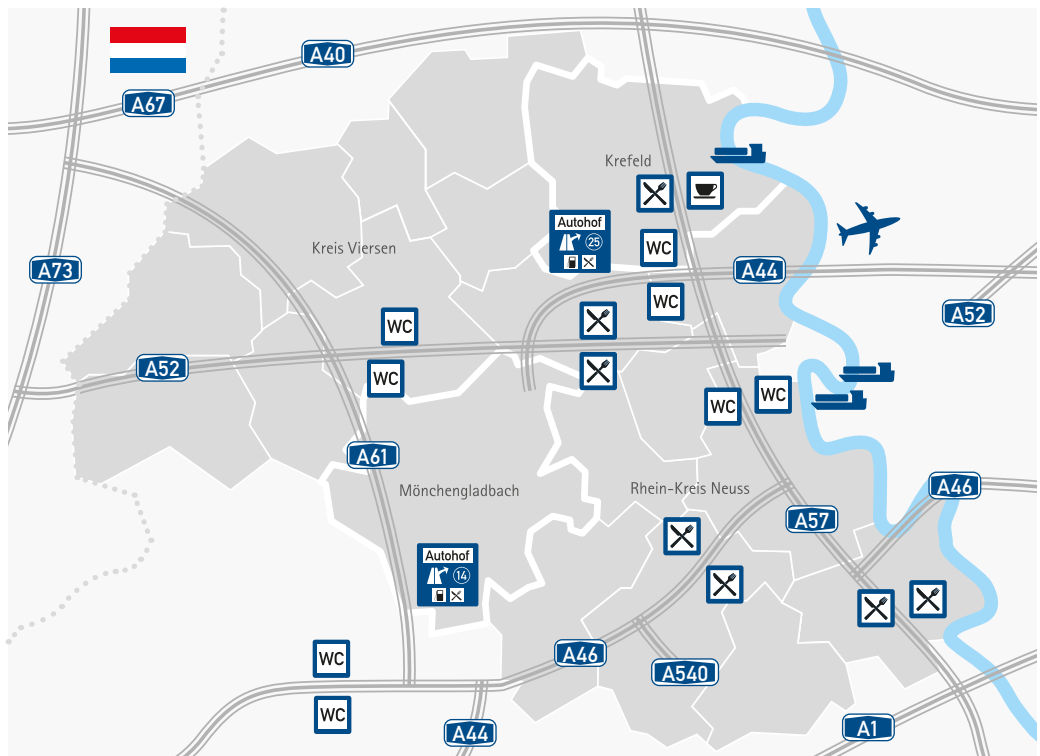 A40
A67
Krefeld
Autohof
25
Kreis Viersen
WC
A73
A44
WC
A52
WC
A52
WC
WC
WC
A61
Mönchengladbach
Rhein-Kreis Neuss
A46
A57
Autohof
14
WC
A46
A540
WC
A44
A1